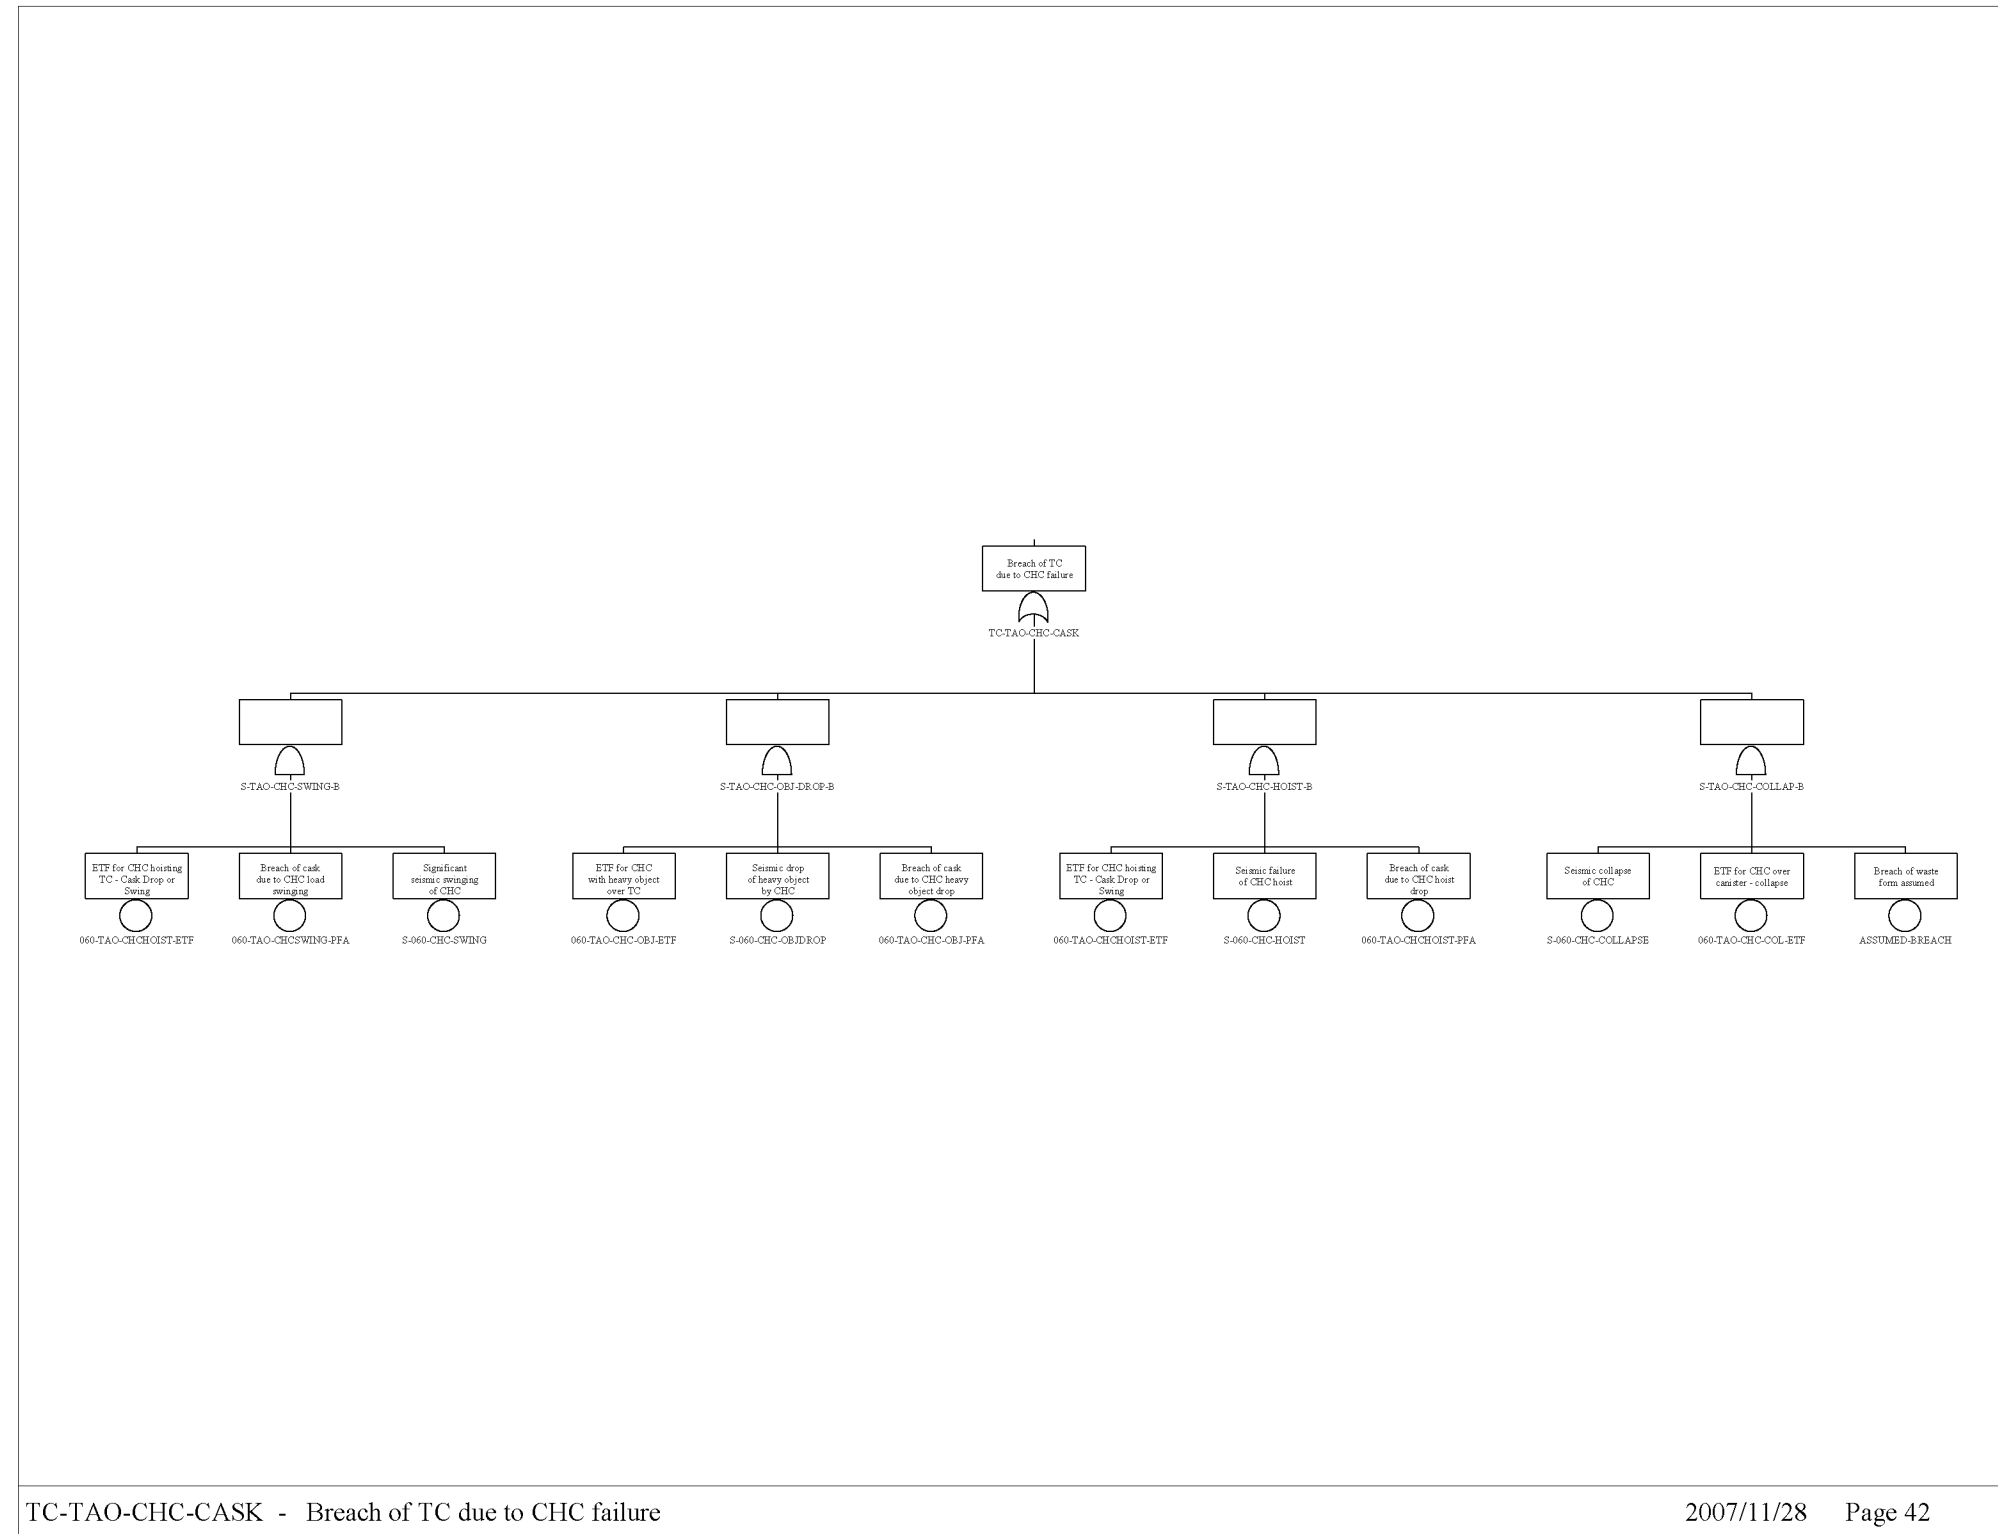 Breach of TC
due to CHC failure
TC-TAO-CHC-CASK
S-TAO-CHC-SWING-B
S-TAO-CHC-OBJ-DROP-B
S-TAO-CHC-HOIST-B
S-TAO-CHC-COLLAP-B
ETF for CHC hoisting
TC - Cask Drop or
Swing
060-TAO-CHCHOIST-ETF
Breach of cask
due to CHC load
swinging
060-TAO-CHCSWING-PFA
Significant
seismic swinging
of CHC
S-060-CHC-SWING
ETF for CHC
with heavy object
over TC
060-TAO-CHC-OBJ-ETF
Seismic drop
of heavy object
by CHC
S-060-CHC-OBJDROP
Breach of cask
due to CHC heavy
object drop
060-TAO-CHC-OBJ-PFA
ETF for CHC hoisting
TC - Cask Drop or
Swing
060-TAO-CHCHOIST-ETF
Seismic failure
of CHC hoist
S-060-CHC-HOIST
Breach of cask
due to CHC hoist
drop
060-TAO-CHCHOIST-PFA
Seismic collapse
of CHC
S-060-CHC-COLLAPSE
ETF for CHC over
canister - collapse
060-TAO-CHC-COL-ETF
Breach of waste
form assumed
ASSUMED-BREACH
TC-TAO-CHC-CASK - Breach of TC due to CHC failure
2007/11/28 Page 42